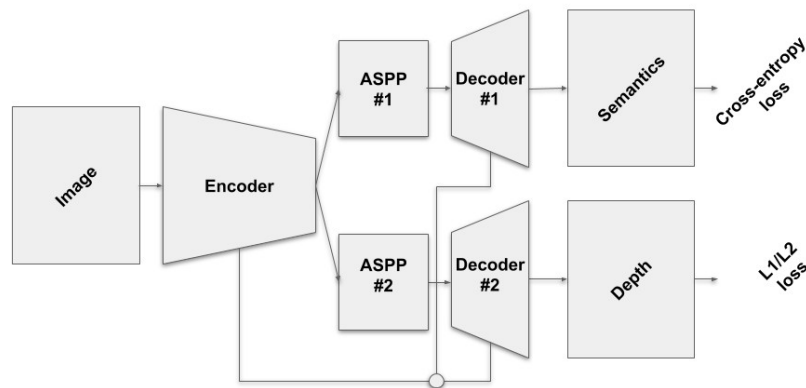 Image
Encoder
ASPP
#1
Decoder
#1
Semantics
Cross-entropy
loss
ASPP
#2
Decoder
#2
Depth
L1/L2
loss